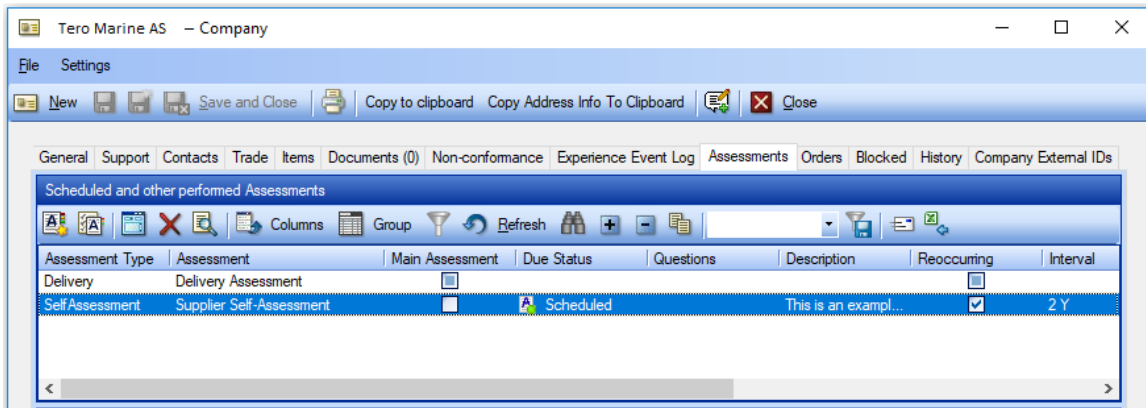 Tero Marine AS – Company
File Settings
New Save and Close Copy to clipboard Copy Address Info To Clipboard Close
General Support Contacts Trade Items Documents (0) Non-conformance Experience Event Log Assessments Orders Blocked History Company External IDs
Scheduled and other performed Assessments
Columns Group Refresh
Assessment Type Assessment Main Assessment Due Status Questions Description Reoccurring Interval
Delivery Delivery Assessment
SelfAssessment Supplier Self-Assessment Scheduled This is an exampl... 2 Y